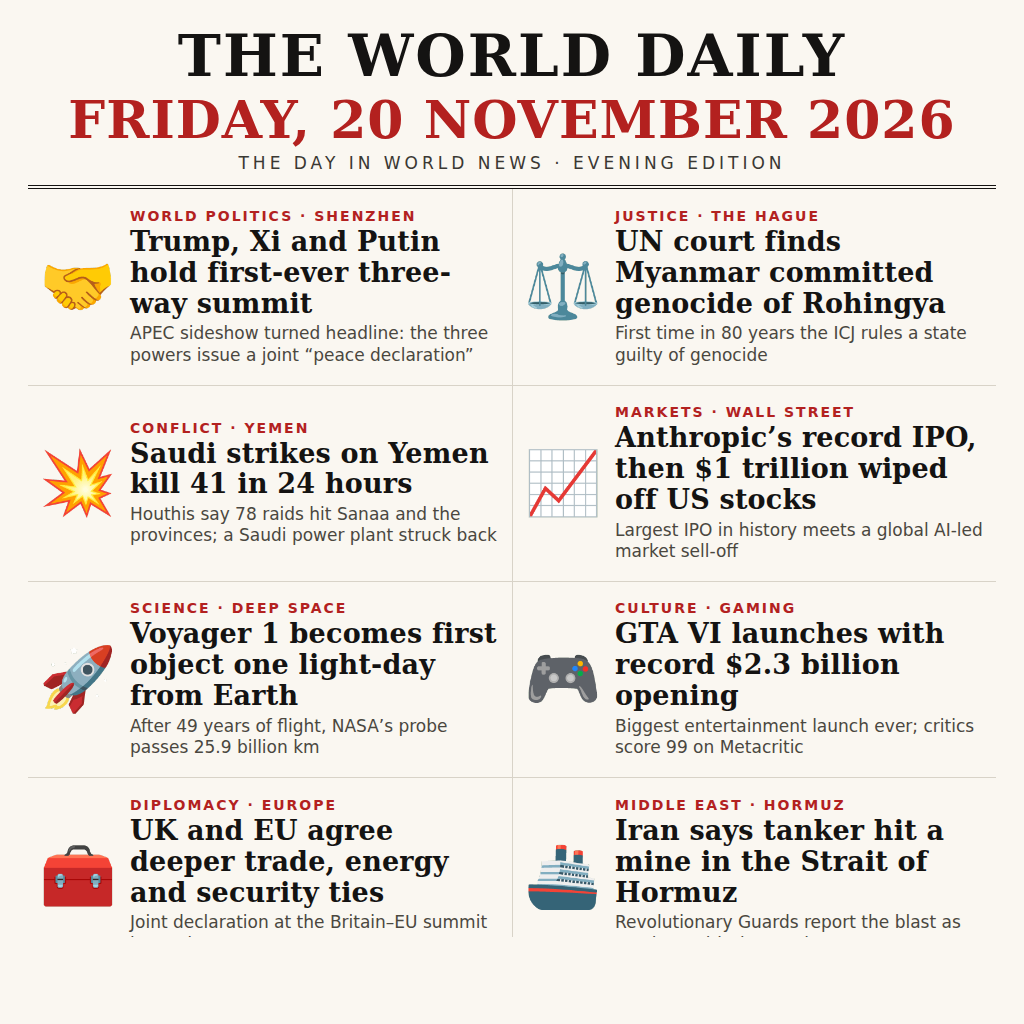 THE WORLD DAILY
FRIDAY, 20 NOVEMBER 2026
THE DAY IN WORLD NEWS · EVENING EDITION
WORLD POLITICS · SHENZHEN
Trump, Xi and Putin
hold first-ever three-
way summit
APEC sideshow turned headline: the three
powers issue a joint “peace declaration”
JUSTICE · THE HAGUE
UN court finds
Myanmar committed
genocide of Rohingya
First time in 80 years the ICJ rules a state
guilty of genocide
CONFLICT · YEMEN
Saudi strikes on Yemen
kill 41 in 24 hours
Houthis say 78 raids hit Sanaa and the
provinces; a Saudi power plant struck back
MARKETS · WALL STREET
Anthropic’s record IPO,
then $1 trillion wiped
off US stocks
Largest IPO in history meets a global AI-led
market sell-off
SCIENCE · DEEP SPACE
Voyager 1 becomes first
object one light-day
from Earth
After 49 years of flight, NASA’s probe
passes 25.9 billion km
CULTURE · GAMING
GTA VI launches with
record $2.3 billion
opening
Biggest entertainment launch ever; critics
score 99 on Metacritic
DIPLOMACY · EUROPE
UK and EU agree
deeper trade, energy
and security ties
Joint declaration at the Britain–EU summit
MIDDLE EAST · HORMUZ
Iran says tanker hit a
mine in the Strait of
Hormuz
Revolutionary Guards report the blast as